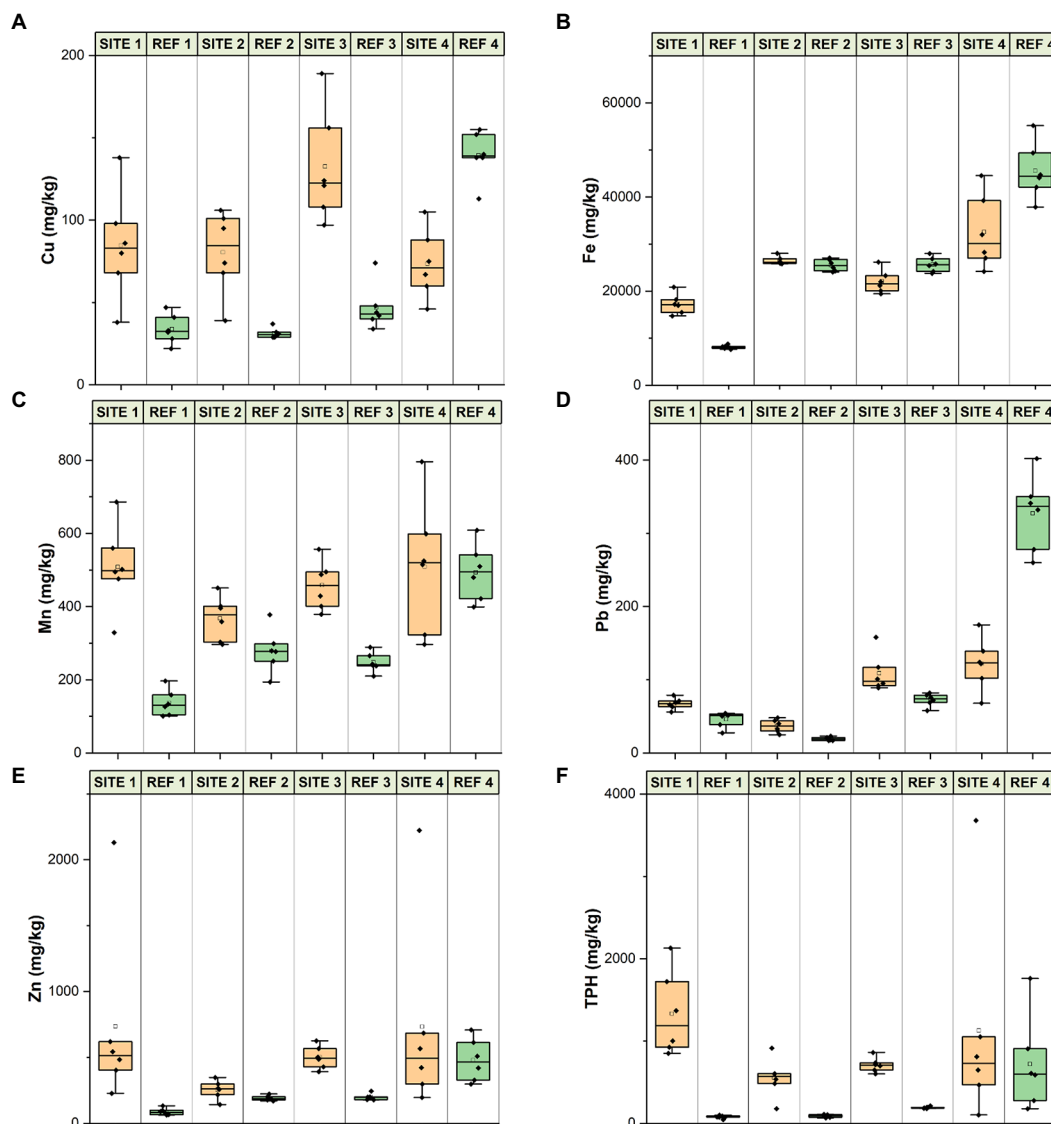 A
SITE 1 REF 1 SITE 2 REF 2 SITE 3 REF 3 SITE 4 REF 4
200
100
0
Cu (mg/kg)
B
SITE 1 REF 1 SITE 2 REF 2 SITE 3 REF 3 SITE 4 REF 4
60000
40000
20000
0
Fe (mg/kg)
C
SITE 1 REF 1 SITE 2 REF 2 SITE 3 REF 3 SITE 4 REF 4
800
600
400
200
0
Mn (mg/kg)
D
SITE 1 REF 1 SITE 2 REF 2 SITE 3 REF 3 SITE 4 REF 4
400
200
0
Pb (mg/kg)
E
SITE 1 REF 1 SITE 2 REF 2 SITE 3 REF 3 SITE 4 REF 4
2000
1000
0
Zn (mg/kg)
F
SITE 1 REF 1 SITE 2 REF 2 SITE 3 REF 3 SITE 4 REF 4
4000
2000
0
TPH (mg/kg)